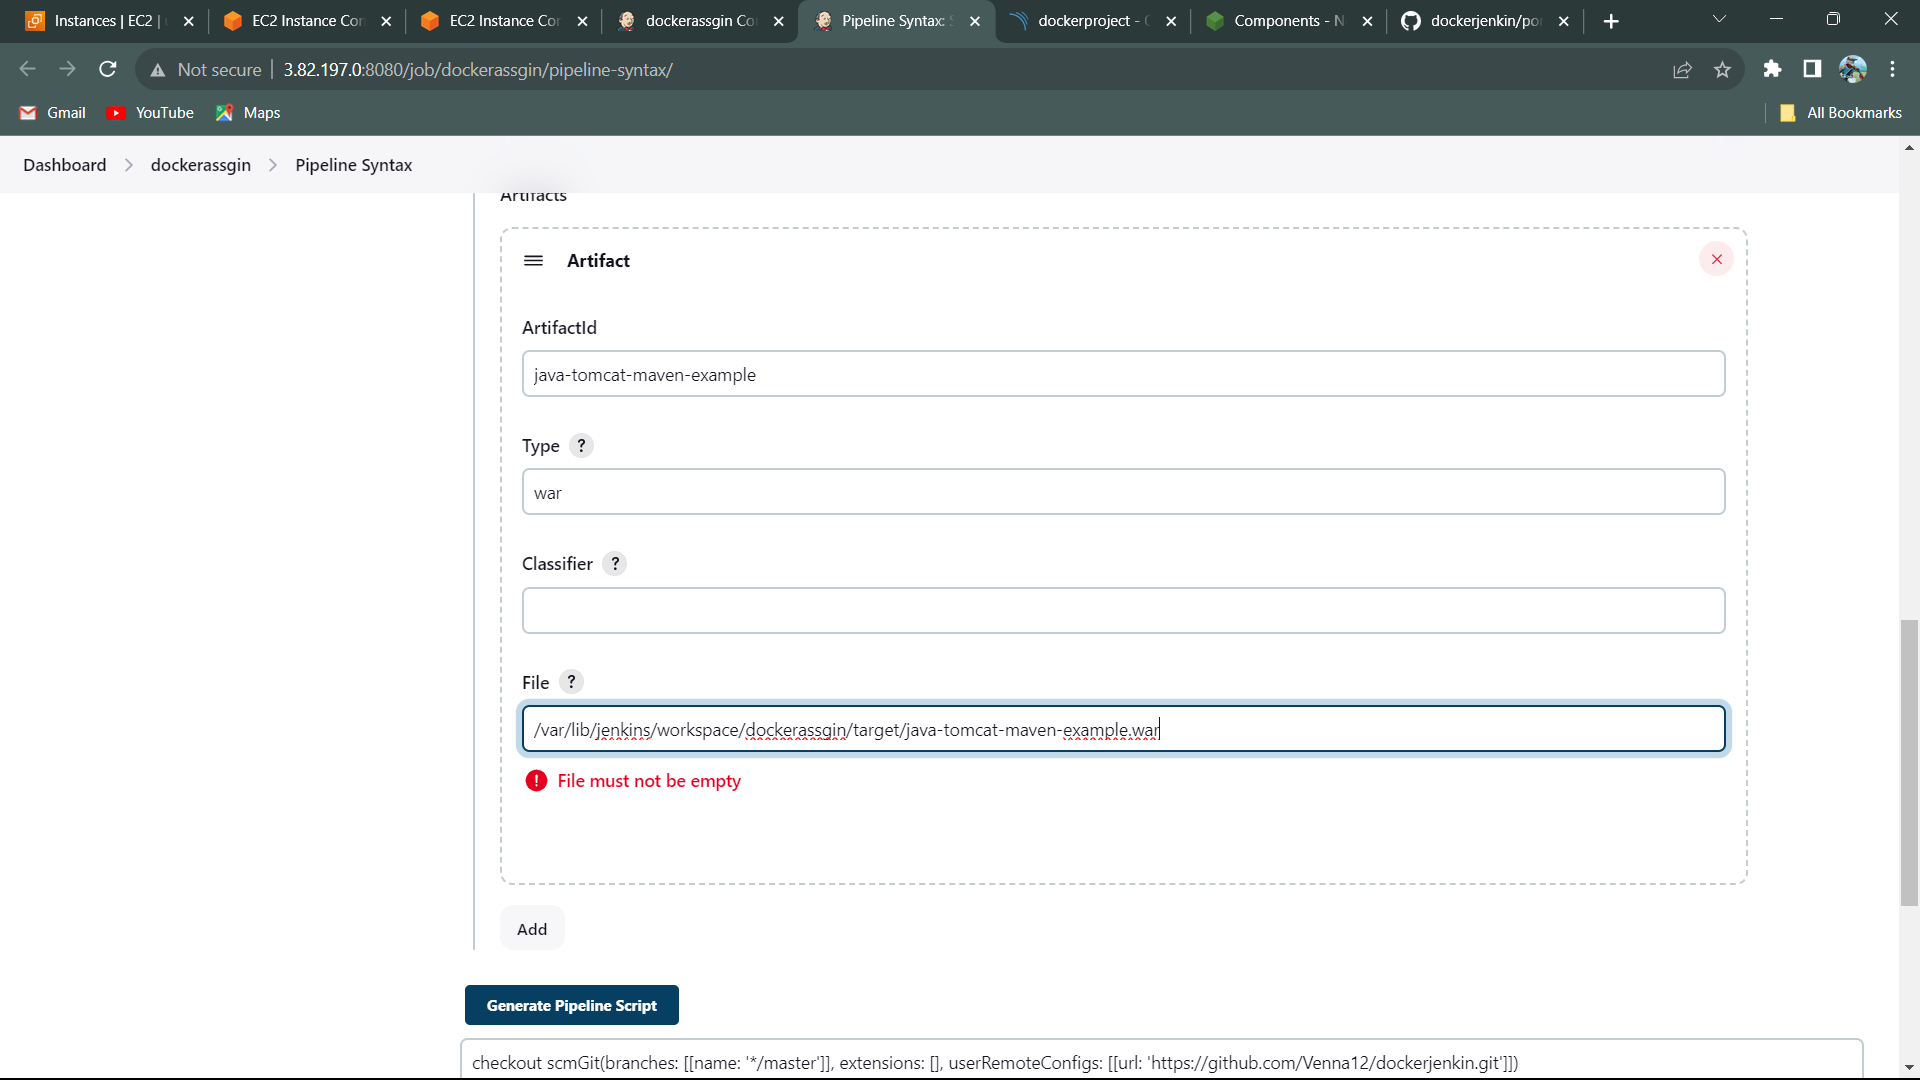 Instances | EC2 |
EC2 Instance Cor
EC2 Instance Cor
dockerassgin Co
Pipeline Syntax: S
dockerproject - C
Components - N
dockerjenkin/po
Not secure | 3.82.197.0:8080/job/dockerassgin/pipeline-syntax/
Gmail YouTube Maps All Bookmarks
Dashboard > dockerassgin > Pipeline Syntax
Artifacts
Artifact
ArtifactId
java-tomcat-maven-example
Type ?
war
Classifier ?
File ?
/var/lib/jenkins/workspace/dockerassgin/target/java-tomcat-maven-example.war
File must not be empty
Add
Generate Pipeline Script
checkout scmGit(branches: [[name: '*/master']], extensions: [], userRemoteConfigs: [[url: 'https://github.com/Venna12/dockerjenkin.git']])